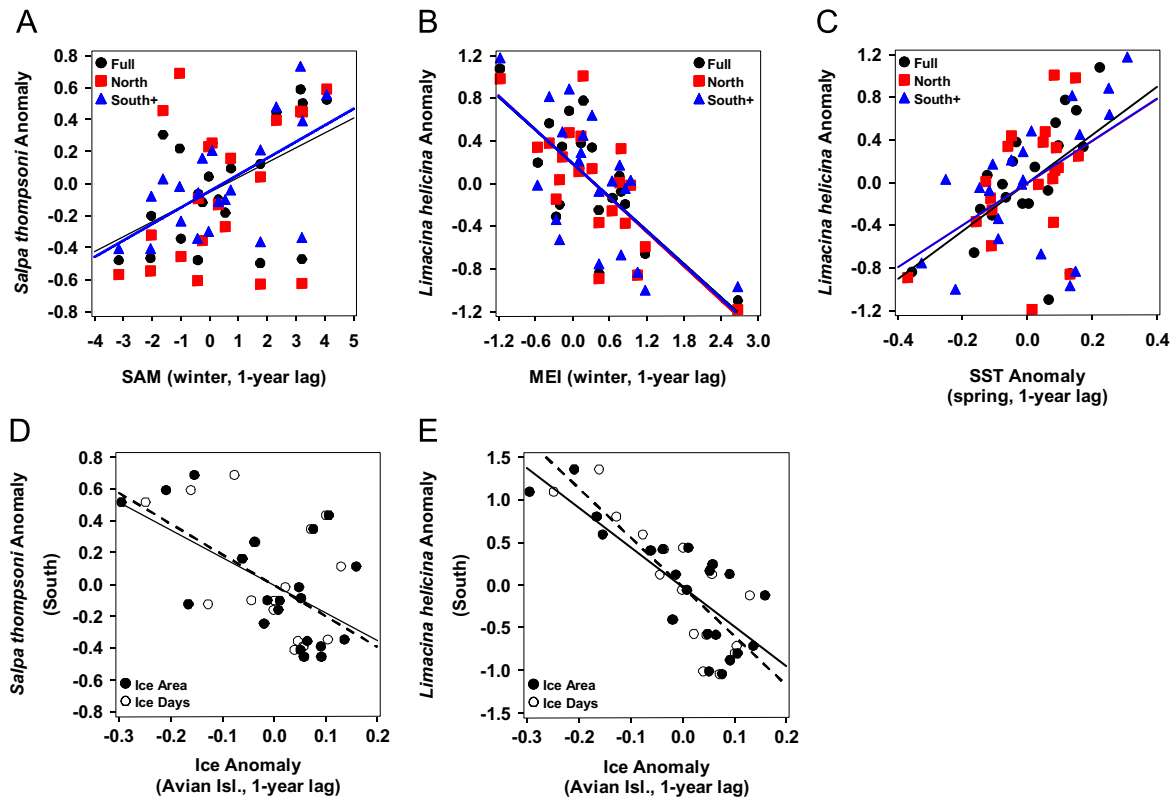 A
B
C
Salpa thompsoni Anomaly
0.8
0.6
0.4
0.2
0.0
-0.2
-0.4
-0.6
-0.8
Full
North
South+
-4 -3 -2 -1 0 1 2 3 4 5
SAM (winter, 1-year lag)
Limacina helicina Anomaly
1.2
0.8
0.4
0.0
-0.4
-0.8
-1.2
Full
North
South+
-1.2 -0.6 0.0 0.6 1.2 1.8 2.4 3.0
MEI (winter, 1-year lag)
Limacina helicina Anomaly
1.2
0.8
0.4
0.0
-0.4
-0.8
-1.2
Full
North
South+
-0.4 -0.2 0.0 0.2 0.4
SST Anomaly
(spring, 1-year lag)
D
E
Salpa thompsoni Anomaly
(South)
0.8
0.6
0.4
0.2
0.0
-0.2
-0.4
-0.6
-0.8
Ice Area
Ice Days
-0.3 -0.2 -0.1 0.0 0.1 0.2
Ice Anomaly
(Avian Isl., 1-year lag)
Limacina helicina Anomaly
(South)
1.5
1.0
0.5
0.0
-0.5
-1.0
-1.5
Ice Area
Ice Days
-0.3 -0.2 -0.1 0.0 0.1 0.2
Ice Anomaly
(Avian Isl., 1-year lag)